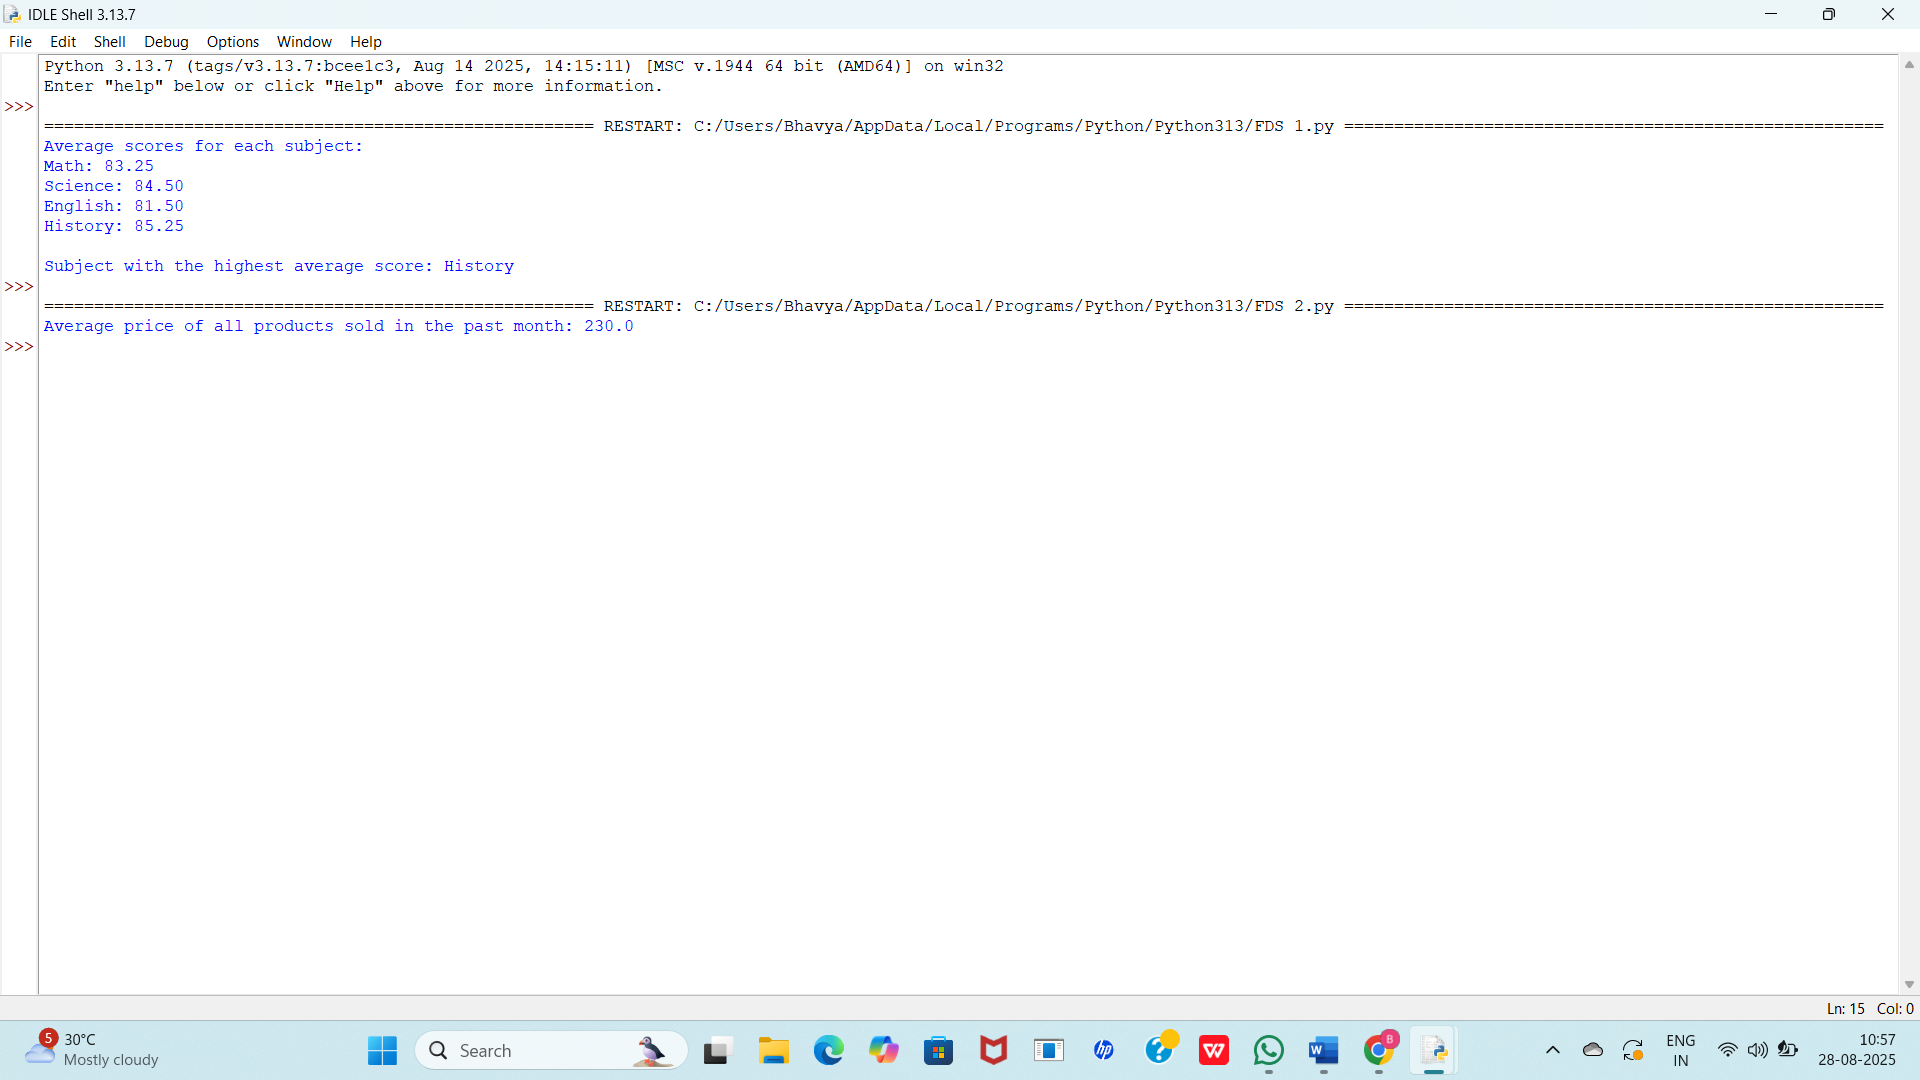 IDLE Shell 3.13.7
File Edit Shell Debug Options Window Help
Python 3.13.7 (tags/v3.13.7:bcee1c3, Aug 14 2025, 14:15:11) [MSC v.1944 64 bit (AMD64)] on win32
Enter "help" below or click "Help" above for more information.
>>>
======================================================= RESTART: C:/Users/Bhavya/AppData/Local/Programs/Python/Python313/FDS 1.py ======================================================
Average scores for each subject:
Math: 83.25
Science: 84.50
English: 81.50
History: 85.25
Subject with the highest average score: History
>>>
======================================================= RESTART: C:/Users/Bhavya/AppData/Local/Programs/Python/Python313/FDS 2.py ======================================================
Average price of all products sold in the past month: 230.0
>>>
Ln: 15 Col: 0
5
30°C
Mostly cloudy
Search
hp
W
W
B
ENG
IN
10:57
28-08-2025